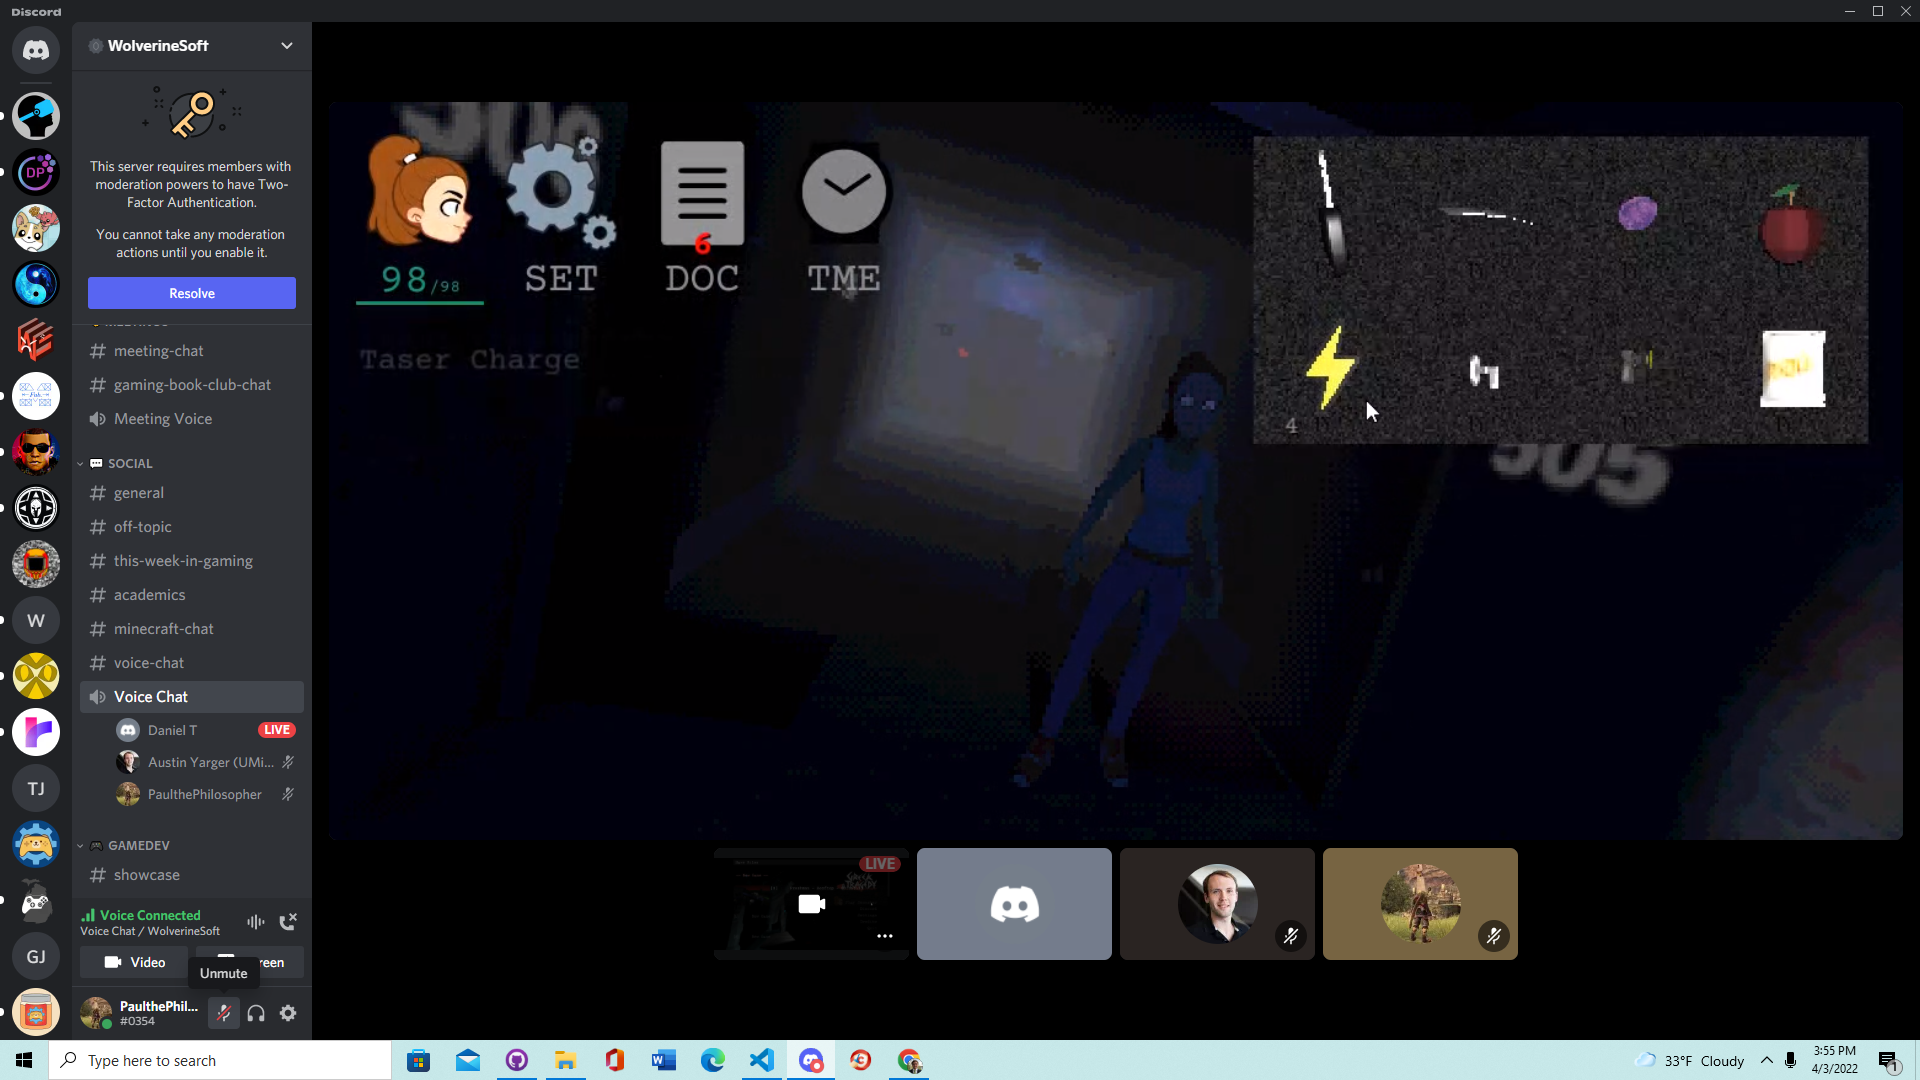 Discord
WolverineSoft
This server requires members with
moderation powers to have Two-
Factor Authentication.
You cannot take any moderation
actions until you enable it.
Resolve
# meeting-chat
# gaming-book-club-chat
Meeting Voice
SOCIAL
# general
# off-topic
# this-week-in-gaming
# academics
# minecraft-chat
# voice-chat
Voice Chat
Daniel T
LIVE
Austin Yarger (UMi...
PaulthePhilosopher
GAMEDEV
# showcase
Voice Connected
Voice Chat / WolverineSoft
Video
Unmute
PaulthePhil...
#0354
DP
W
TJ
GJ
98/98
SET
6
DOC
TME
Taser Charge
4
505
LIVE
Type here to search
33°F Cloudy
3:55 PM
4/3/2022
1